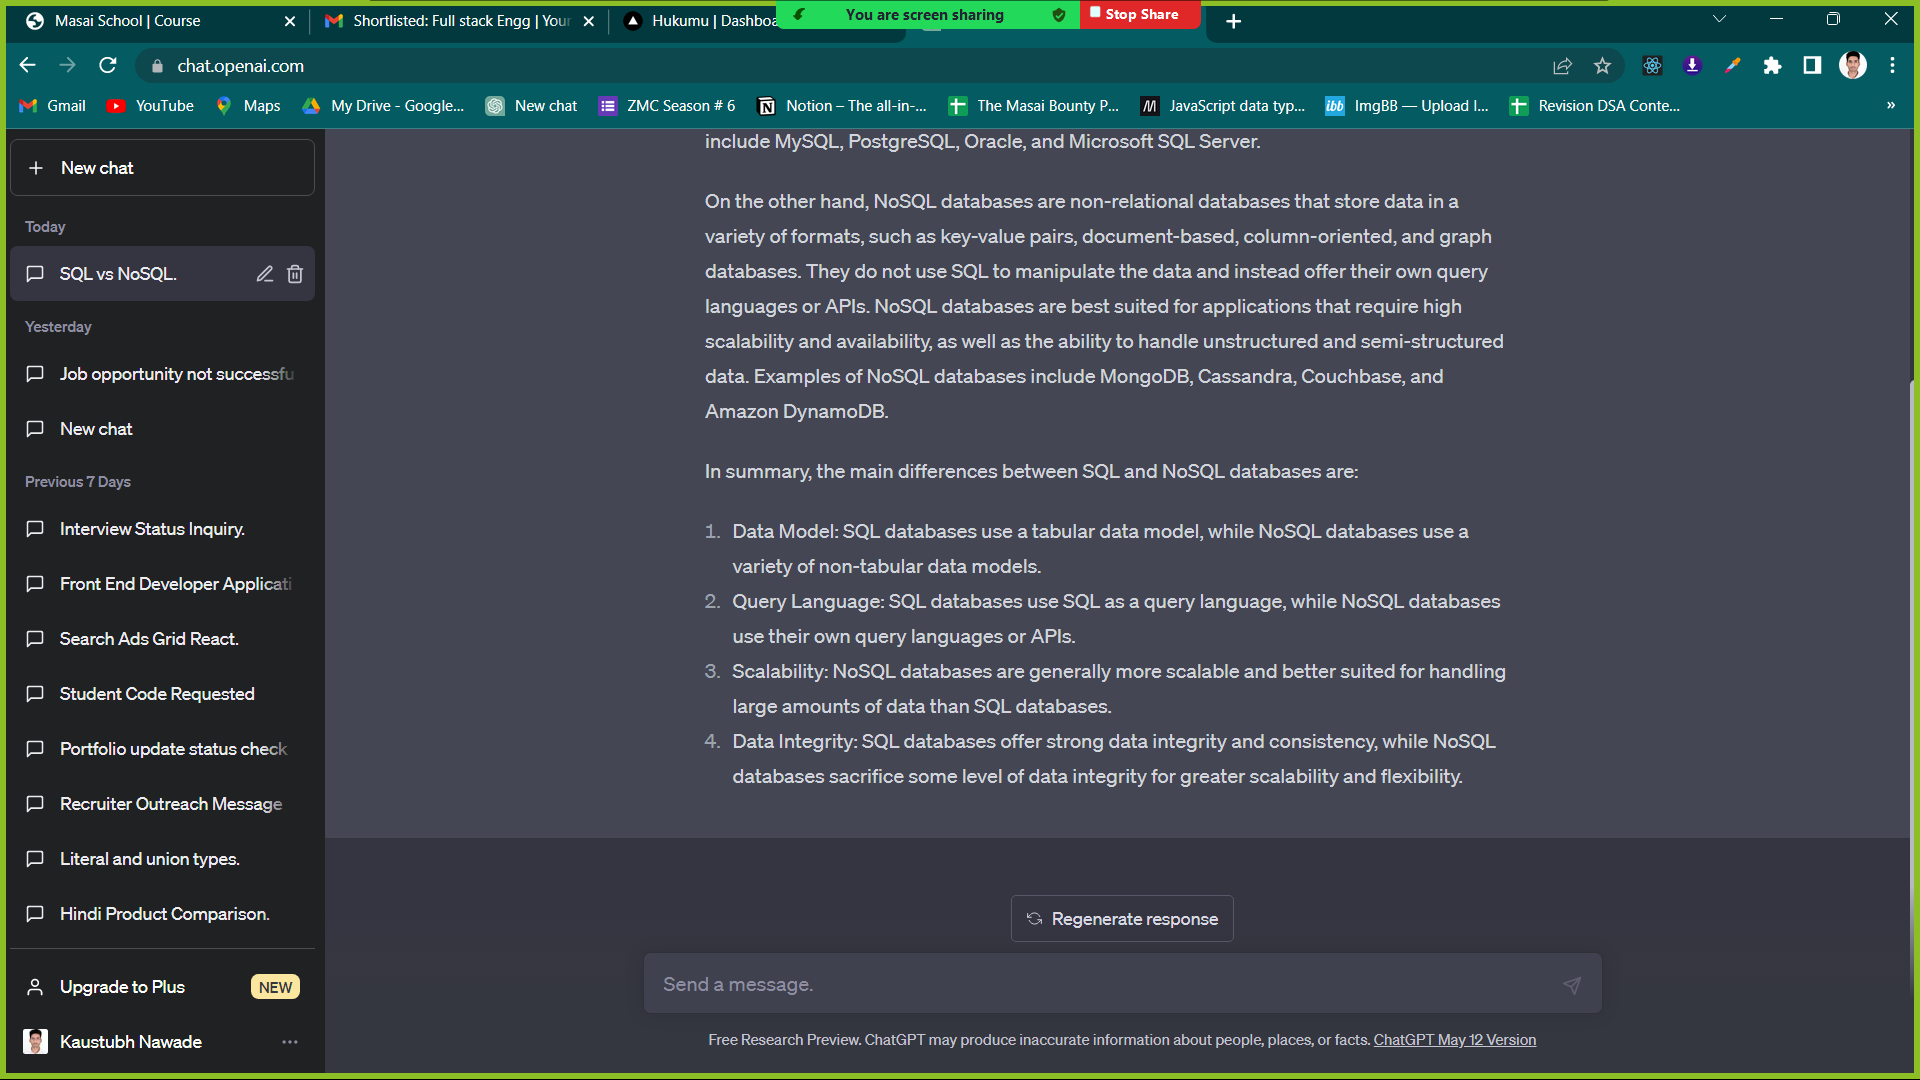 Masai School | Course
Shortlisted: Full stack Engg | Your
Hukumu | Dashboa
You are screen sharing
Stop Share
chat.openai.com
Gmail
YouTube
Maps
My Drive - Google...
New chat
ZMC Season # 6
Notion – The all-in-...
The Masai Bounty P...
JavaScript data typ...
ibb
ImgBB — Upload I...
Revision DSA Conte...
»
+ New chat
Today
SQL vs NoSQL.
Yesterday
Job opportunity not successfu
New chat
Previous 7 Days
Interview Status Inquiry.
Front End Developer Applicati
Search Ads Grid React.
Student Code Requested
Portfolio update status check
Recruiter Outreach Message
Literal and union types.
Hindi Product Comparison.
Upgrade to Plus
NEW
Kaustubh Nawade
include MySQL, PostgreSQL, Oracle, and Microsoft SQL Server.
On the other hand, NoSQL databases are non-relational databases that store data in a
variety of formats, such as key-value pairs, document-based, column-oriented, and graph
databases. They do not use SQL to manipulate the data and instead offer their own query
languages or APIs. NoSQL databases are best suited for applications that require high
scalability and availability, as well as the ability to handle unstructured and semi-structured
data. Examples of NoSQL databases include MongoDB, Cassandra, Couchbase, and
Amazon DynamoDB.
In summary, the main differences between SQL and NoSQL databases are:
1. Data Model: SQL databases use a tabular data model, while NoSQL databases use a
variety of non-tabular data models.
2. Query Language: SQL databases use SQL as a query language, while NoSQL databases
use their own query languages or APIs.
3. Scalability: NoSQL databases are generally more scalable and better suited for handling
large amounts of data than SQL databases.
4. Data Integrity: SQL databases offer strong data integrity and consistency, while NoSQL
databases sacrifice some level of data integrity for greater scalability and flexibility.
Regenerate response
Send a message.
Free Research Preview. ChatGPT may produce inaccurate information about people, places, or facts. ChatGPT May 12 Version